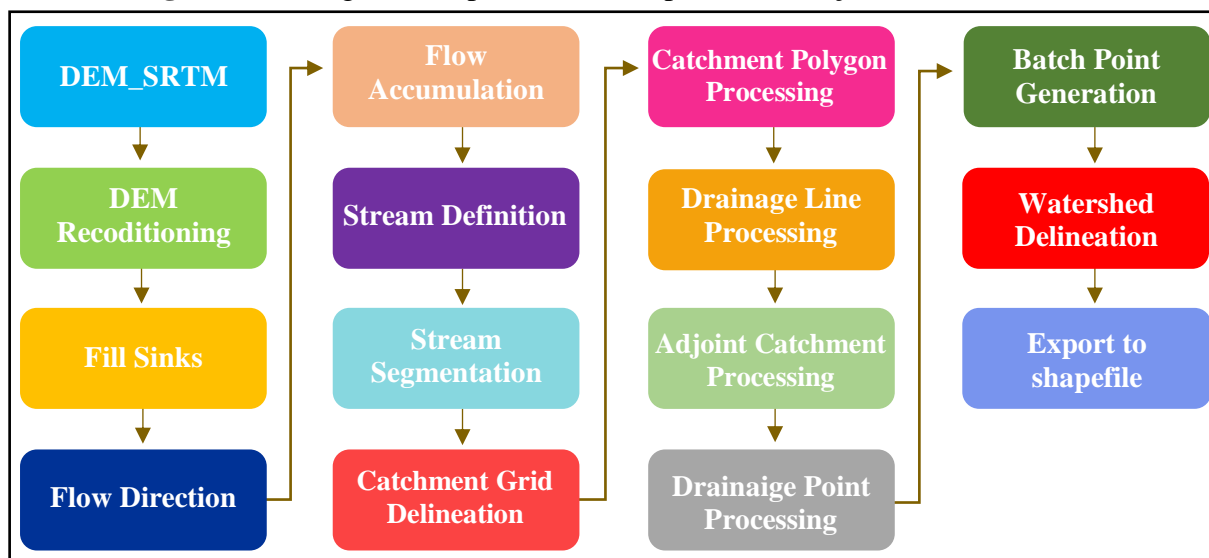 DEM_SRTM
DEM
Recoditioning
Fill Sinks
Flow Direction
Flow
Accumulation
Stream Definition
Stream
Segmentation
Catchment Grid
Delineation
Catchment Polygon
Processing
Drainage Line
Processing
Adjoint Catchment
Processing
Drainaige Point
Processing
Batch Point
Generation
Watershed
Delineation
Export to
shapefile